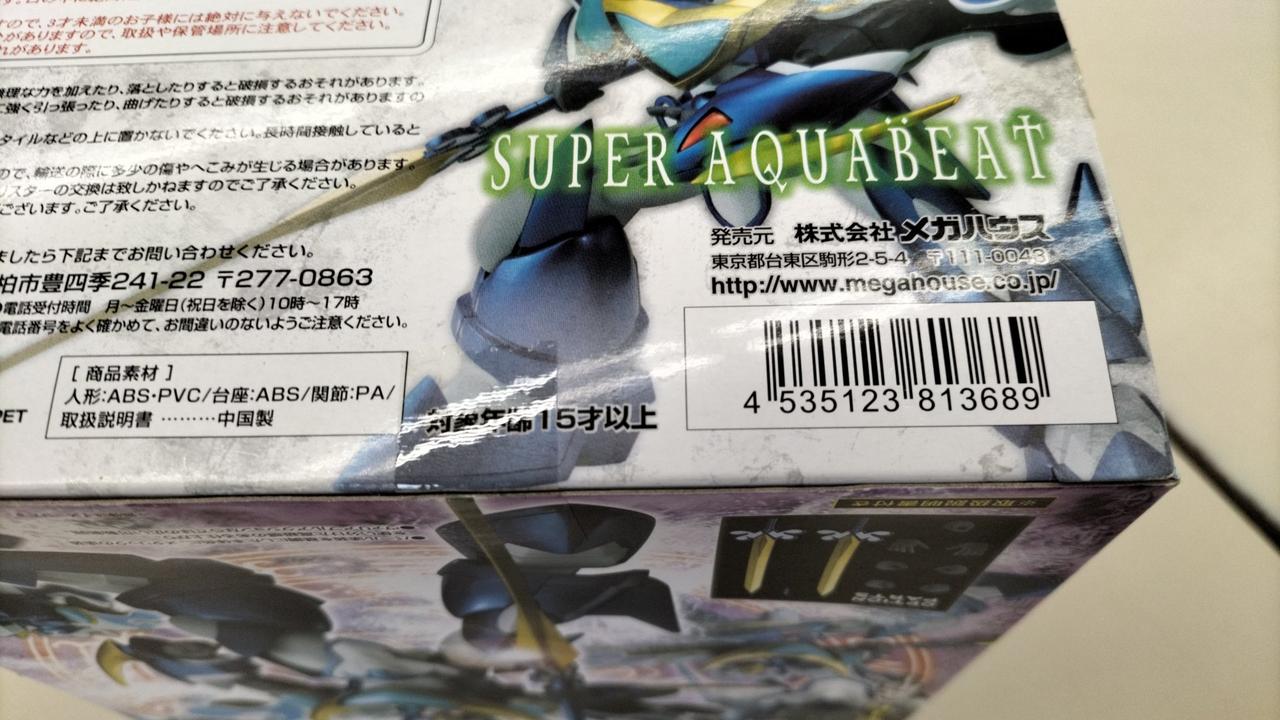 ので、3才未満のお子様には絶対に与えないでください。
がありますので、取扱や保管場所に注意してください。
れがあります。
無理な力を加えたり、落としたりすると破損するおそれがあります。
に強く引っ張ったり、曲げたりすると破損するおそれがありますの
タイルなどの上に置かないでください。長時間接触していると
ので、輸送の際に多少の傷やへこみが生じる場合があります。
リスターの交換は致しかねますのでご了承ください。
ございます。ご了承ください。
ましたら下記までお問い合わせください。
柏市豊四季241-22 〒277-0863
電話受付時間 月～金曜日(祝日を除く)10時～17時
電話番号をよく確かめて、お間違いのないようご注意ください。
[ 商品素材 ]
人形:ABS・PVC/台座:ABS/関節:PA/
取扱説明書 ………中国製
PET
対象年齢15才以上
SUPER AQUABEAT
発売元 株式会社 メガハウス
東京都台東区駒形2-5-4 〒111-0043
http://www.megahouse.co.jp/
4 535123 813689